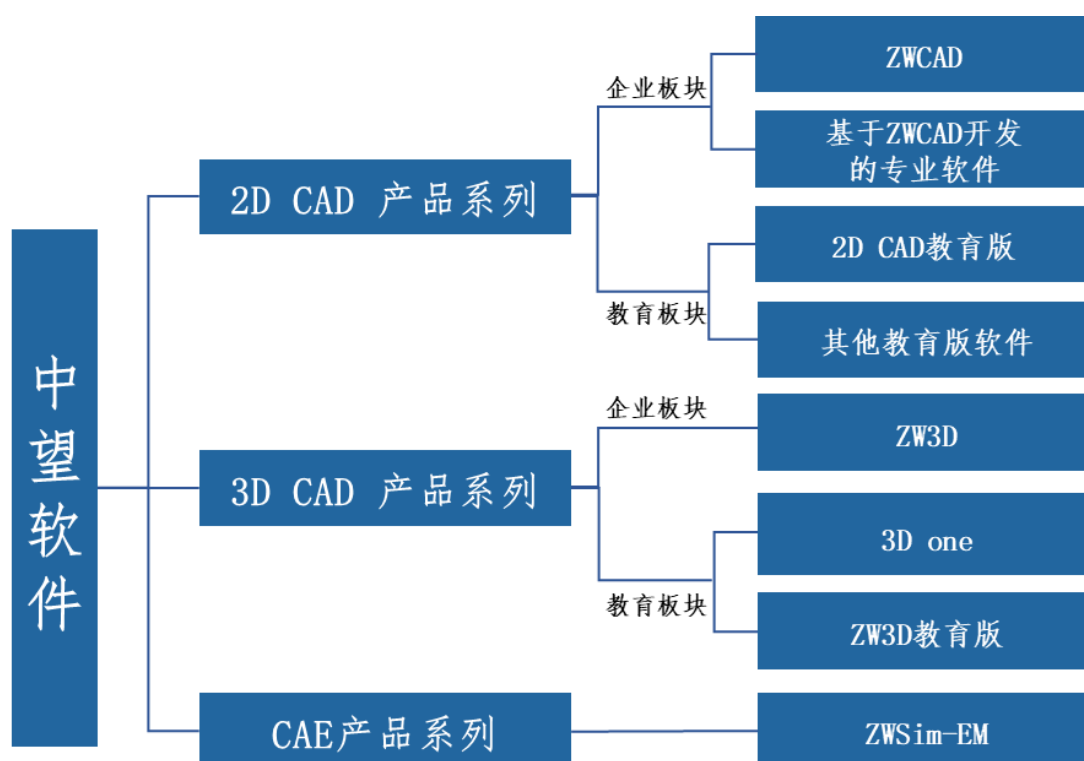 中望软件
2D CAD 产品系列
企业板块
ZWCAD
基于ZWCAD开发
的专业软件
教育板块
2D CAD教育版
其他教育版软件
3D CAD 产品系列
企业板块
ZW3D
教育板块
3D one
ZW3D教育版
CAE产品系列
ZWSim-EM